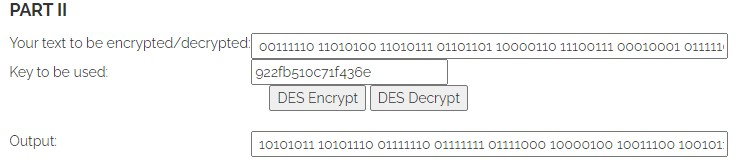 PART II
Your text to be encrypted/decrypted: 00111110 11010100 11010111 01101101 10000110 11100111 00010001 011111
Key to be used: 922fb510c71f436e
DES Encrypt DES Decrypt
Output: 10101011 10101110 01111110 01111111 01111000 10000100 10011100 10010